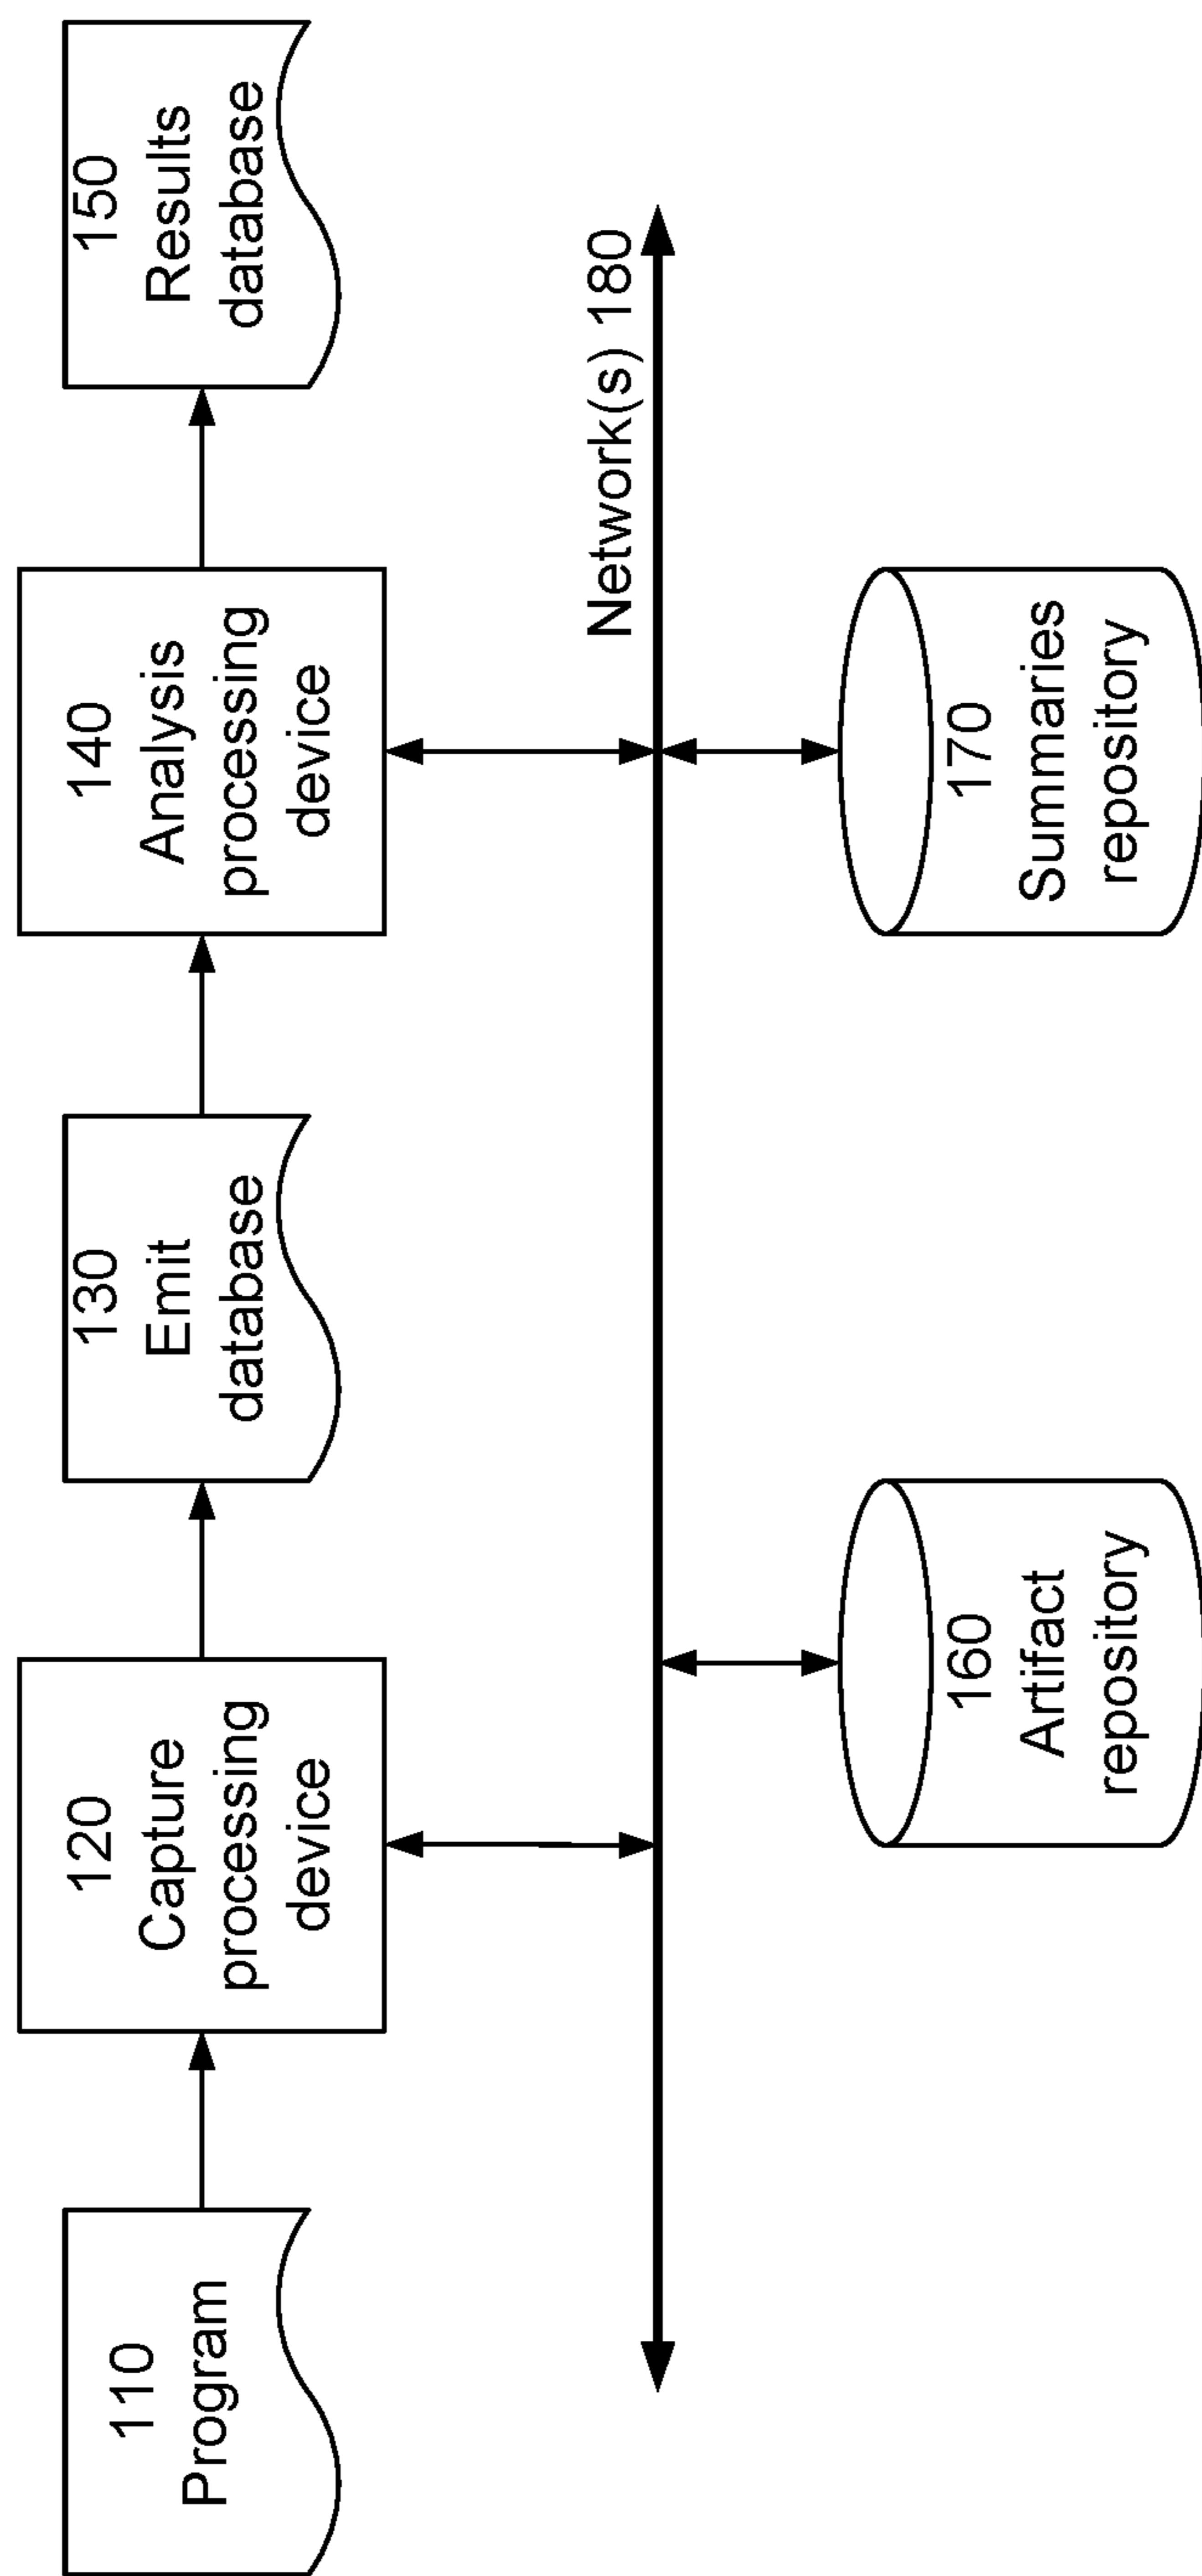 110
Program
120
Capture
processing
device
130
Emit
database
140
Analysis
processing
device
150
Results
database
Network(s) 180
160
Artifact
repository
170
Summaries
repository